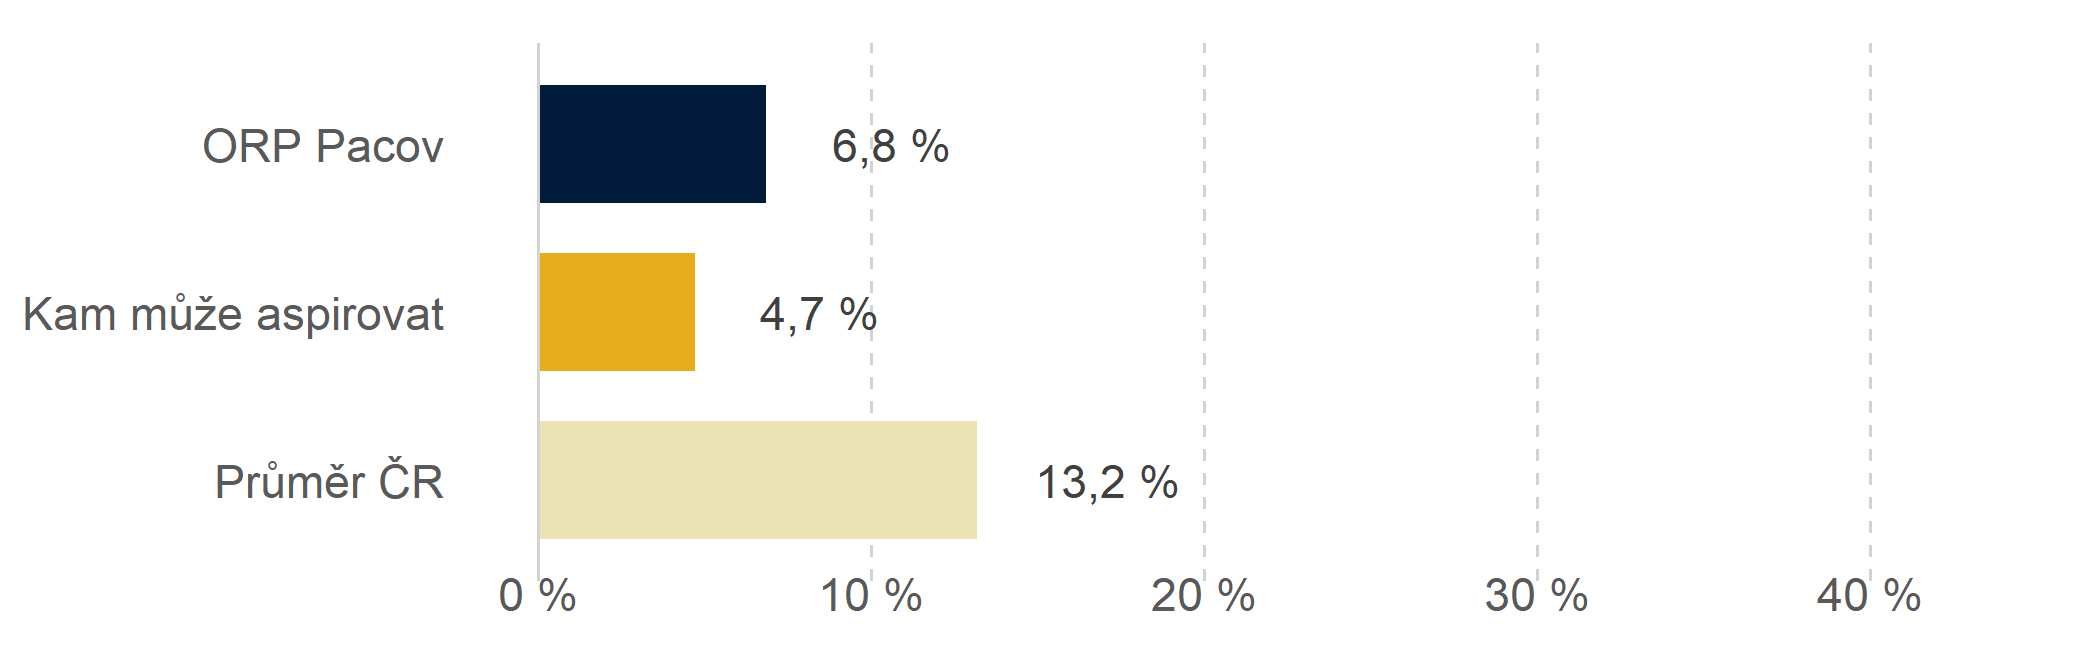 ORP Pacov
6,8 %
Kam může aspirovat
4,7 %
Průměr ČR
13,2 %
0 %
10 %
20 %
30 %
40 %